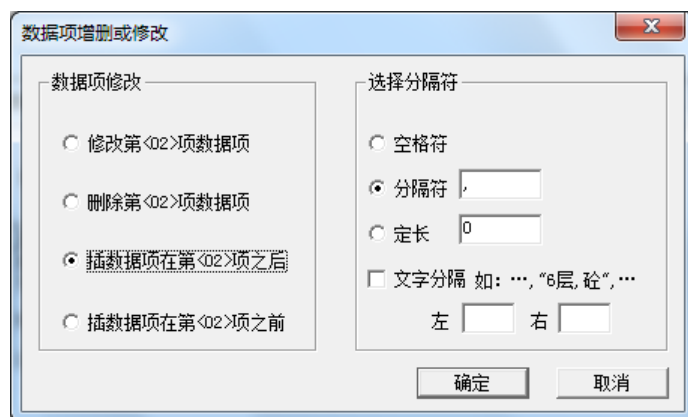 数据项增删或修改
数据项修改
修改第<02>项数据项
删除第<02>项数据项
插数据项在第<02>项之后
插数据项在第<02>项之前
选择分隔符
空格符
分隔符 ,
定长 0
文字分隔 如: …,"6层,砼",…
左 右
确定 取消